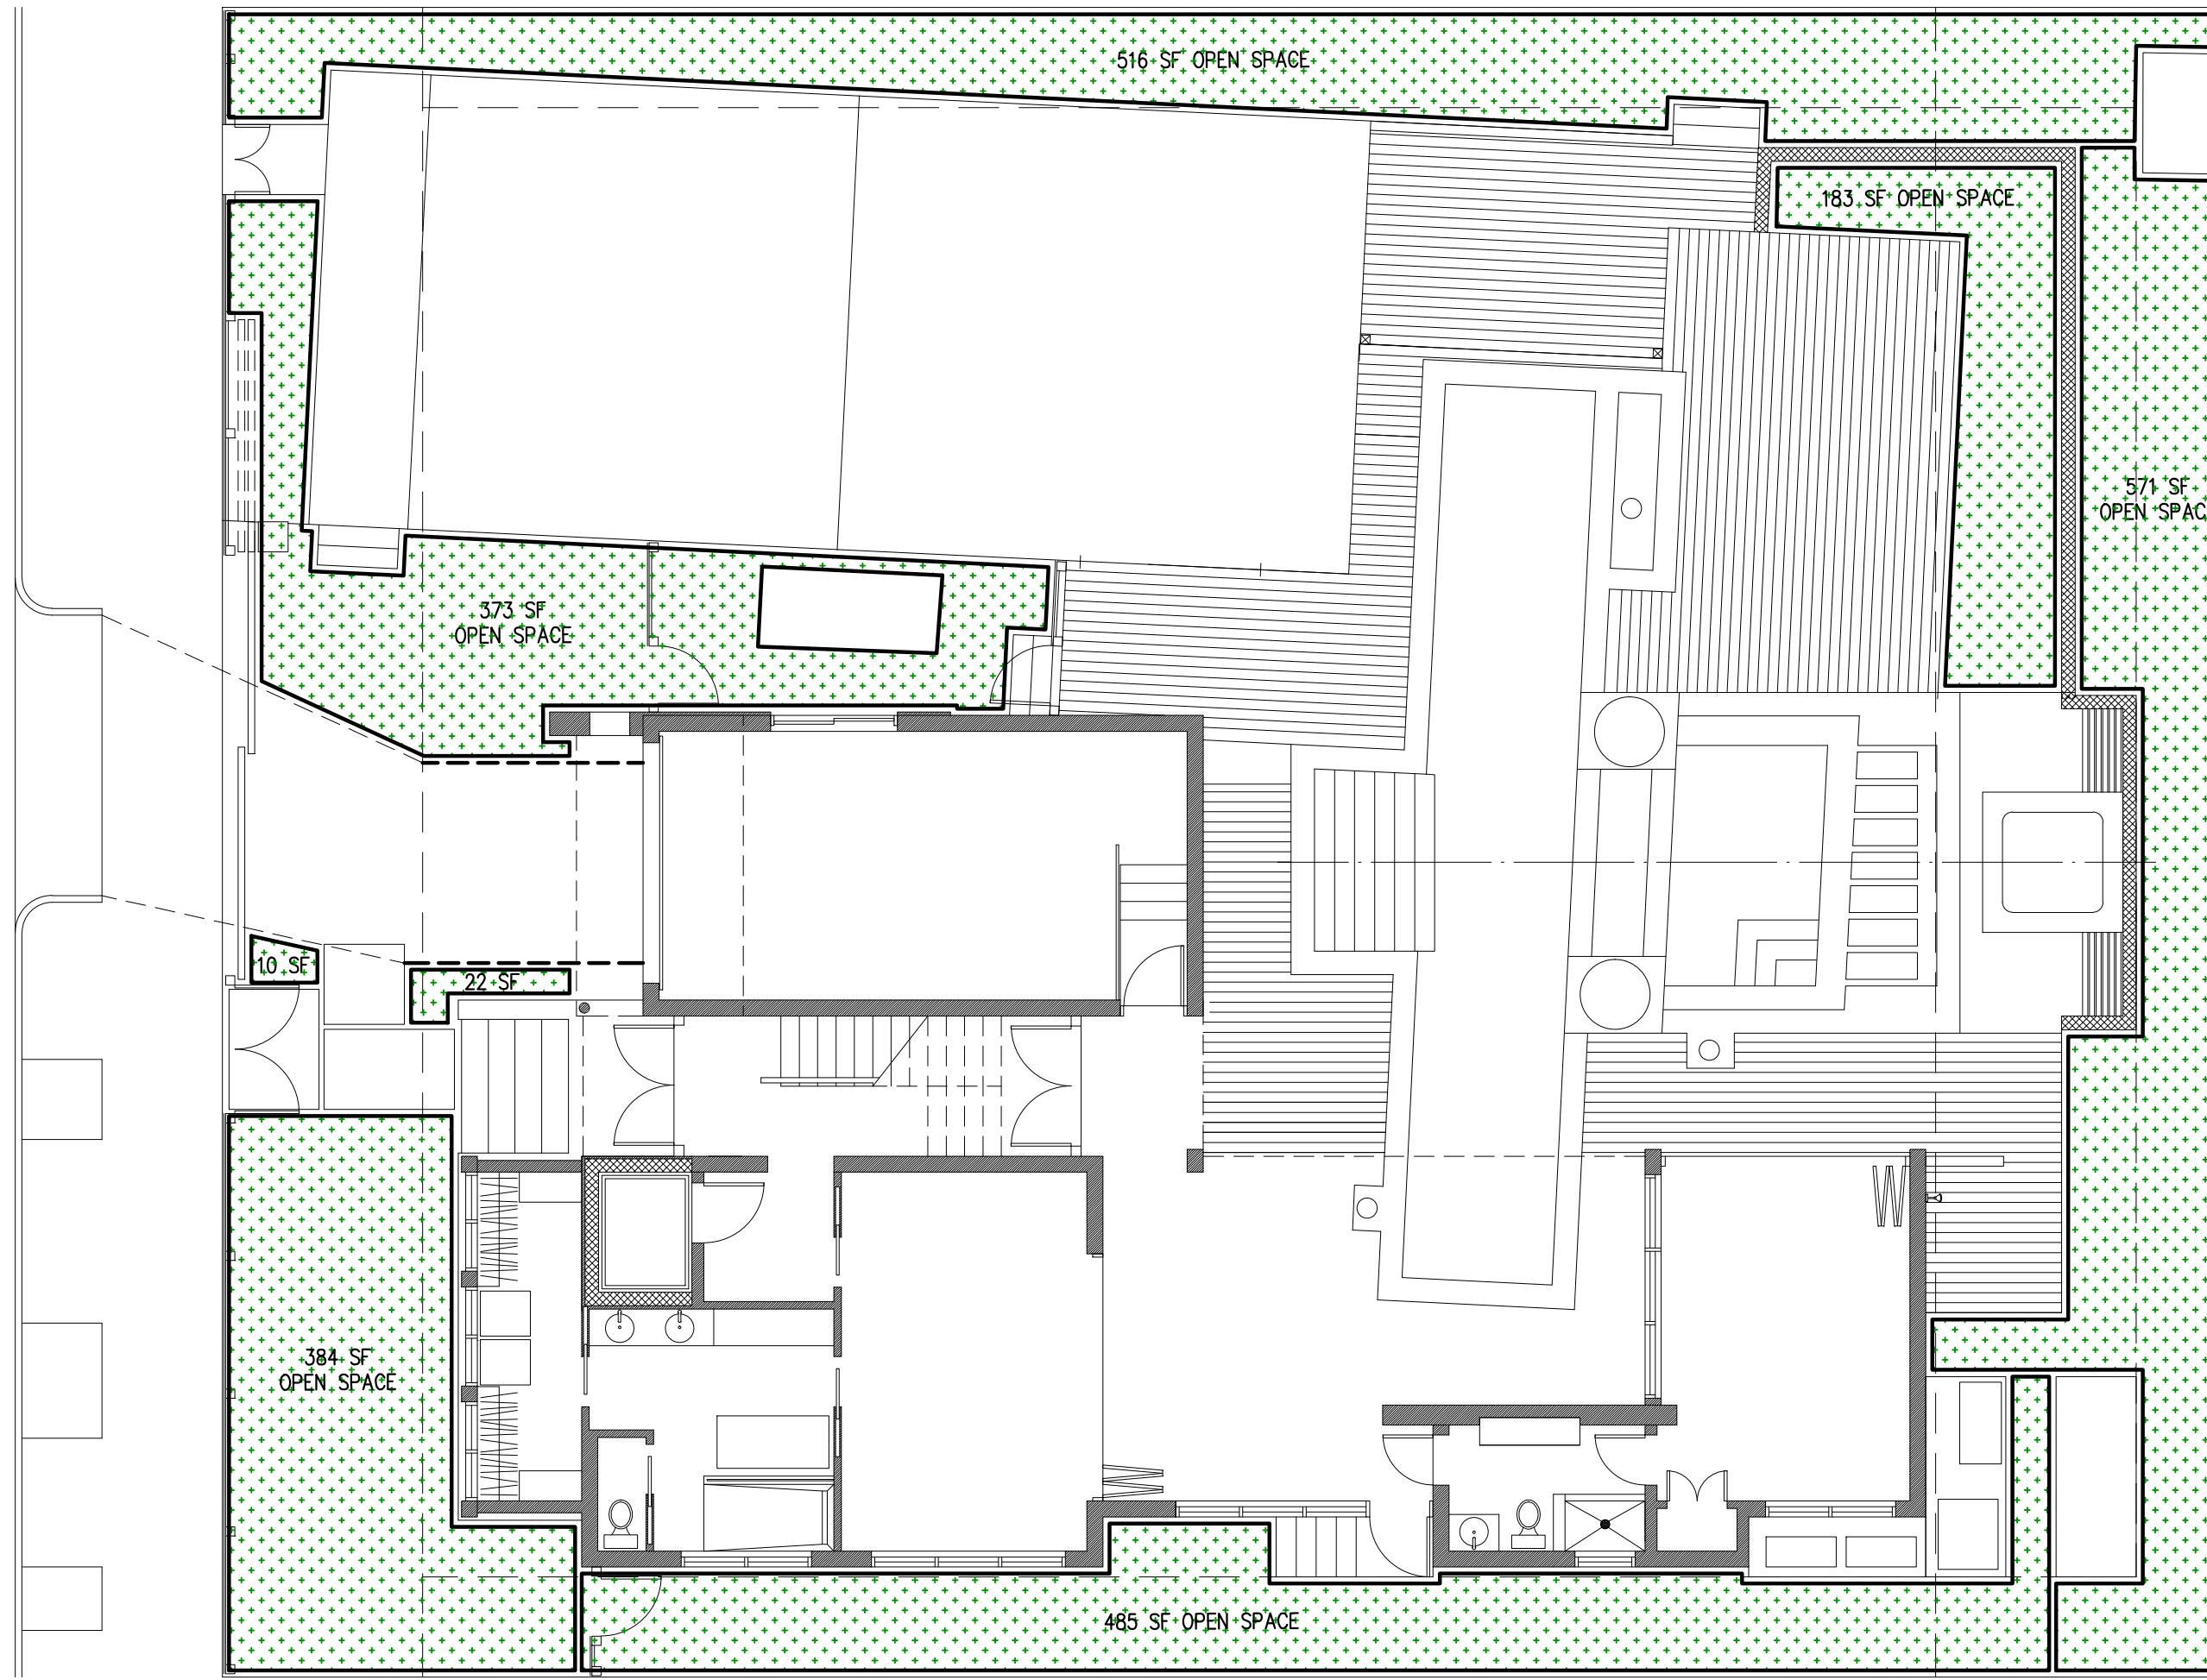 516 SF OPEN SPACE
183 SF OPEN SPACE
571 SF
OPEN SPAC
373 SF
OPEN SPACE
10 SF
22 SF
384 SF
OPEN SPACE
485 SF OPEN SPACE